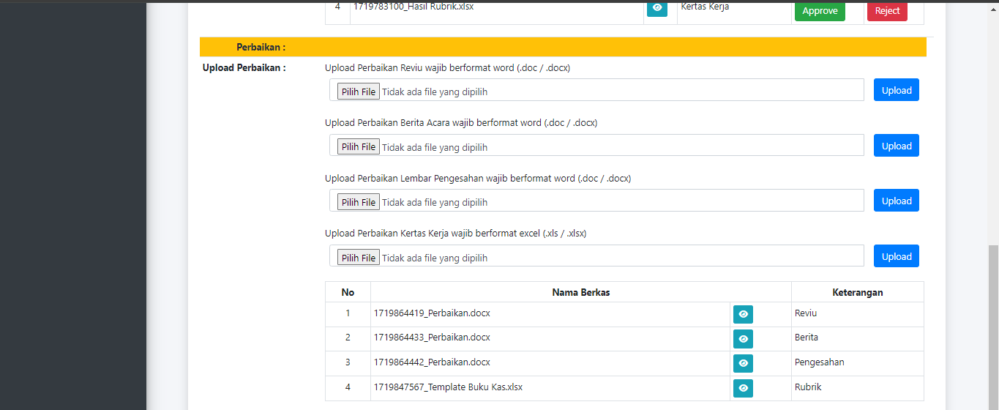 4 1719783100_Hasil Rubrik.xlsx Kertas Kerja Approve Reject
Perbaikan :
Upload Perbaikan : Upload Perbaikan Reviu wajib berformat word (.doc / .docx)
Pilih File Tidak ada file yang dipilih Upload
Upload Perbaikan Berita Acara wajib berformat word (.doc / .docx)
Pilih File Tidak ada file yang dipilih Upload
Upload Perbaikan Lembar Pengesahan wajib berformat word (.doc / .docx)
Pilih File Tidak ada file yang dipilih Upload
Upload Perbaikan Kertas Kerja wajib berformat excel (.xls / .xlsx)
Pilih File Tidak ada file yang dipilih Upload
No Nama Berkas Keterangan
1 1719864419_Perbaikan.docx Reviu
2 1719864433_Perbaikan.docx Berita
3 1719864442_Perbaikan.docx Pengesahan
4 1719847567_Template Buku Kas.xlsx Rubrik